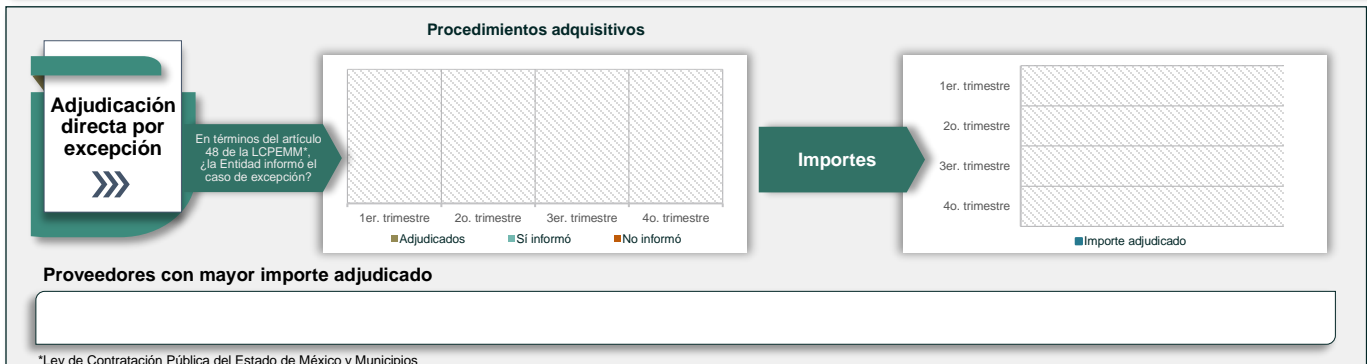 Procedimientos adquisitivos
Adjudicación
directa por
excepción
En términos del artículo
48 de la LCPEMM*,
¿la Entidad informó el
caso de excepción?
1er. trimestre 2o. trimestre 3er. trimestre 4o. trimestre
Adjudicados Sí informó No informó
Importes
1er. trimestre
2o. trimestre
3er. trimestre
4o. trimestre
Importe adjudicado
Proveedores con mayor importe adjudicado
*Ley de Contratación Pública del Estado de México y Municipios